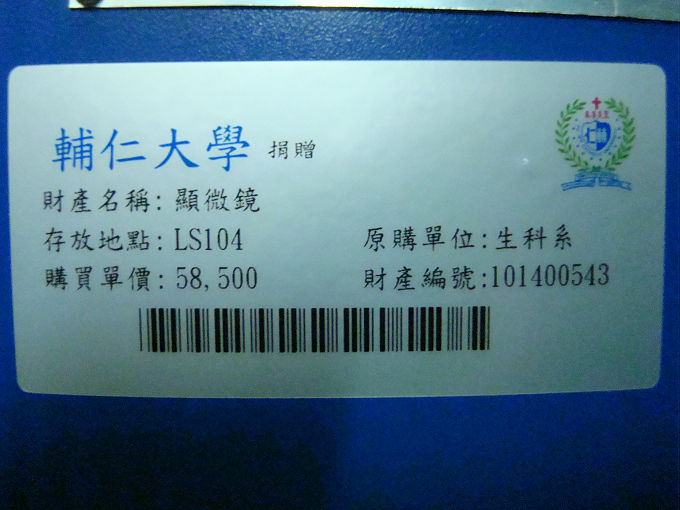 輔仁大學 捐贈
財產名稱: 顯微鏡
存放地點: LS104 原購單位:生科系
購買單價: 58,500 財產編號:101400543